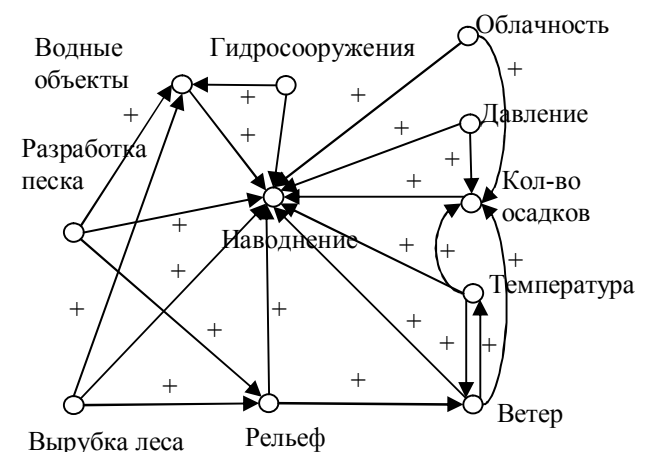 Облачность
Водные
объекты
Гидросооружения
+
+
+
+
+
Давление
+
Разработка
песка
+
+
Кол-во
осадков
+
+
Наводнение
+
+
+
+
Температура
+
+
+
+
+
+
+
+
Ветер
Вырубка леса
Рельеф